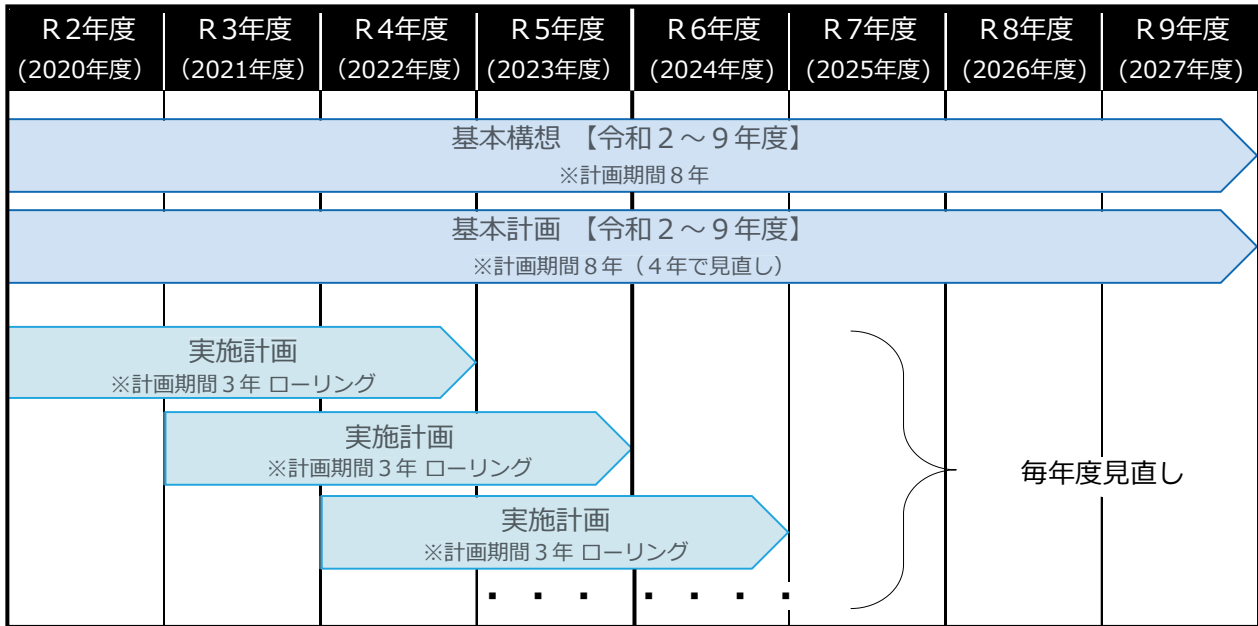 R2年度 R3年度 R4年度 R5年度 R6年度 R7年度 R8年度 R9年度
(2020年度） （2021年度） （2022年度） （2023年度） (2024年度) (2025年度) (2026年度) (2027年度)
基本構想 【令和２～９年度】
※計画期間８年
基本計画 【令和２～９年度】
※計画期間８年（４年で見直し）
実施計画
※計画期間３年 ローリング
実施計画
※計画期間３年 ローリング
実施計画
※計画期間３年 ローリング
毎年度見直し
・ ・ ・ ・ ・ ・ ・